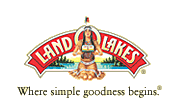 LAND O LAKES®
Where simple goodness begins.®